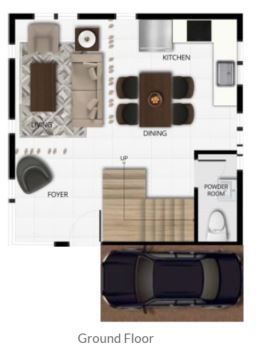 KITCHEN
LIVING
DINING
UP
FOYER
POWDER
ROOM
Ground Floor